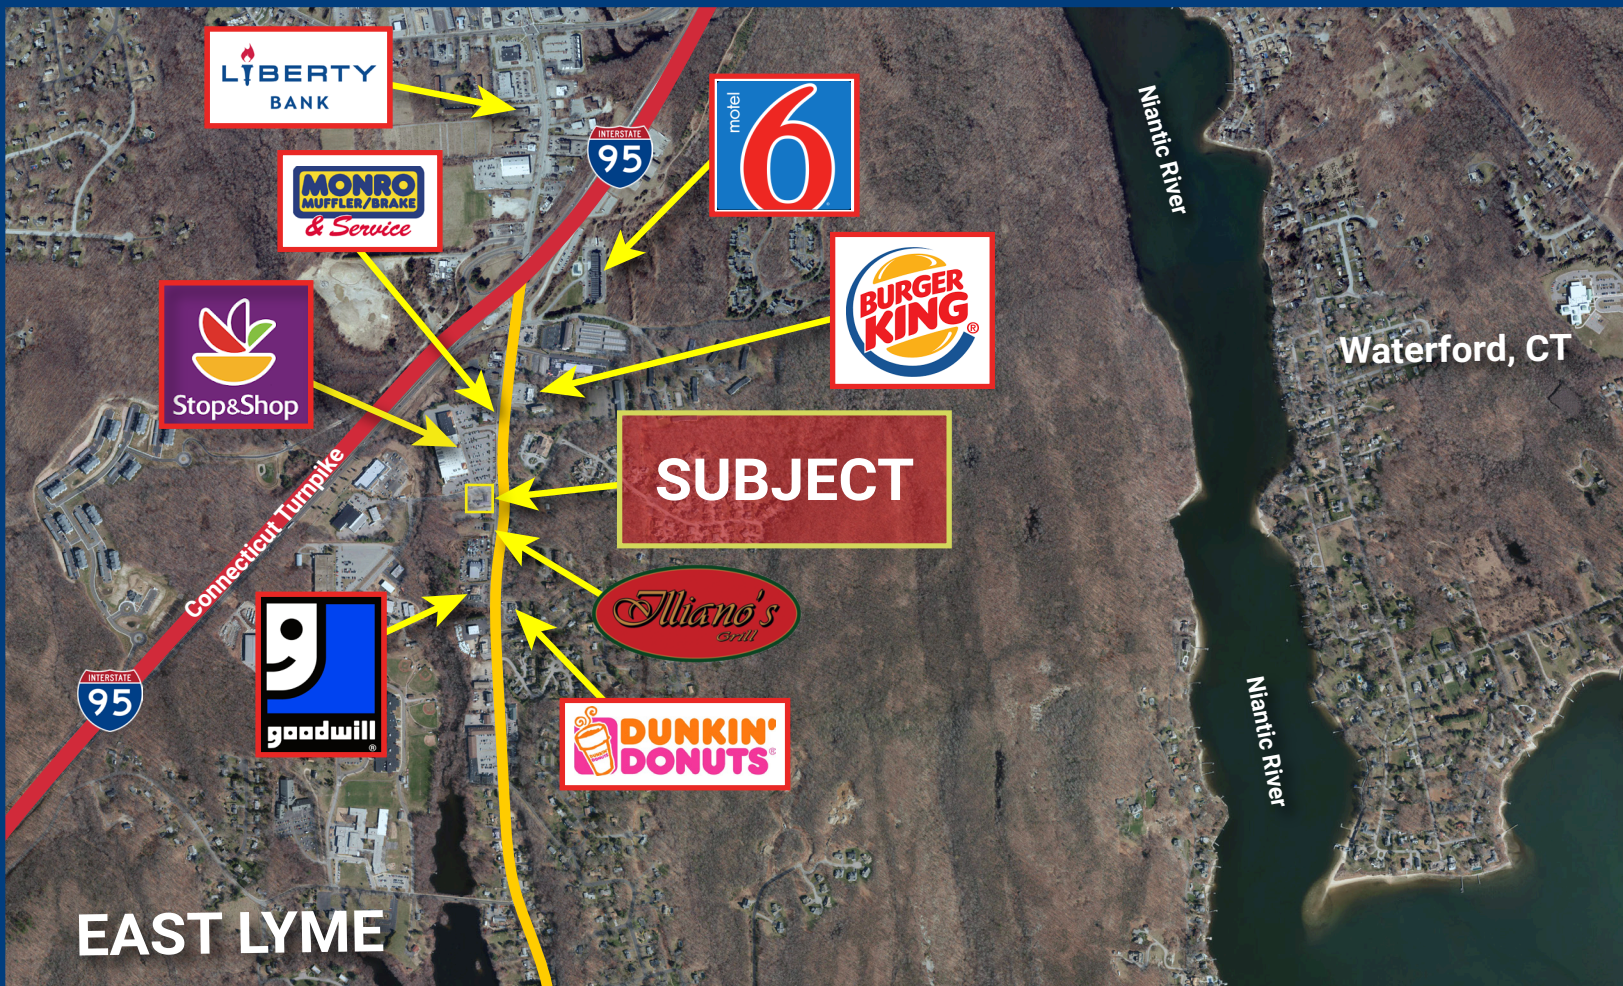 LIBERTY
BANK
INTERSTATE
95
motel
6
Niantic River
MONRO
MUFFLER/BRAKE
& Service
BURGER
KING
®
Stop&Shop
Waterford, CT
SUBJECT
Connecticut Turnpike
Illiano's
Grill
goodwill
®
INTERSTATE
95
DUNKIN'
DONUTS
®
Niantic River
EAST LYME